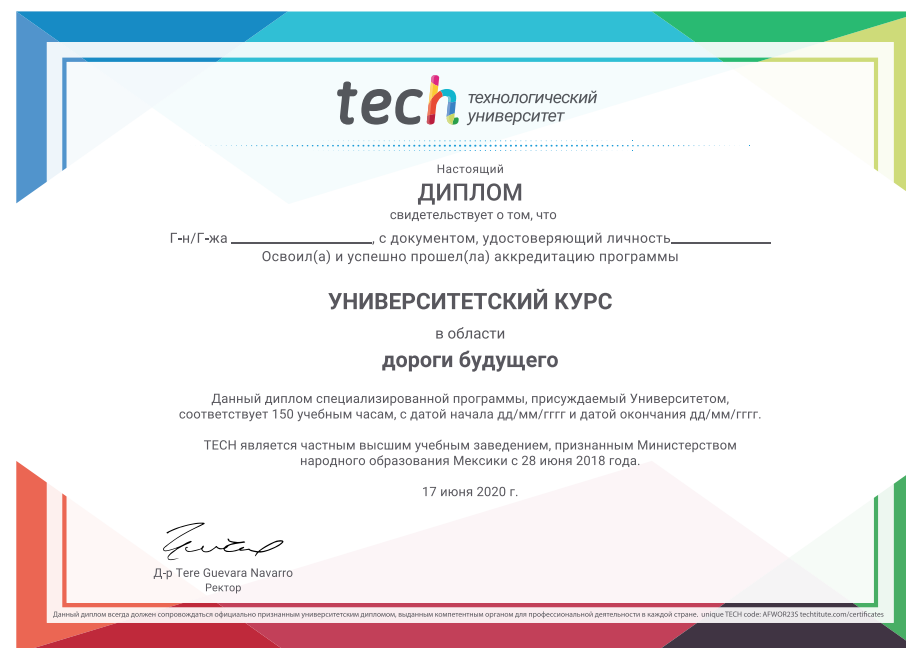 tech технологический
университет
Настоящий
ДИПЛОМ
свидетельствует о том, что
Г-н/Г-жа ____________, с документом, удостоверяющий личность____________
Освоил(а) и успешно прошел(ла) аккредитацию программы
УНИВЕРСИТЕТСКИЙ КУРС
в области
дороги будущего
Данный диплом специализированной программы, присуждаемый Университетом,
соответствует 150 учебным часам, с датой начала дд/мм/гггг и датой окончания дд/мм/гггг.
TECH является частным высшим учебным заведением, признанным Министерством
народного образования Мексики с 28 июня 2018 года.
17 июня 2020 г.
Д-р Tere Guevara Navarro
Ректор
Данный диплом всегда должен сопровождаться официально признанным университетским дипломом, выданным компетентным органом для профессиональной деятельности в каждой стране. unique TECH code: AFWOR23S techtitute.com/certificates